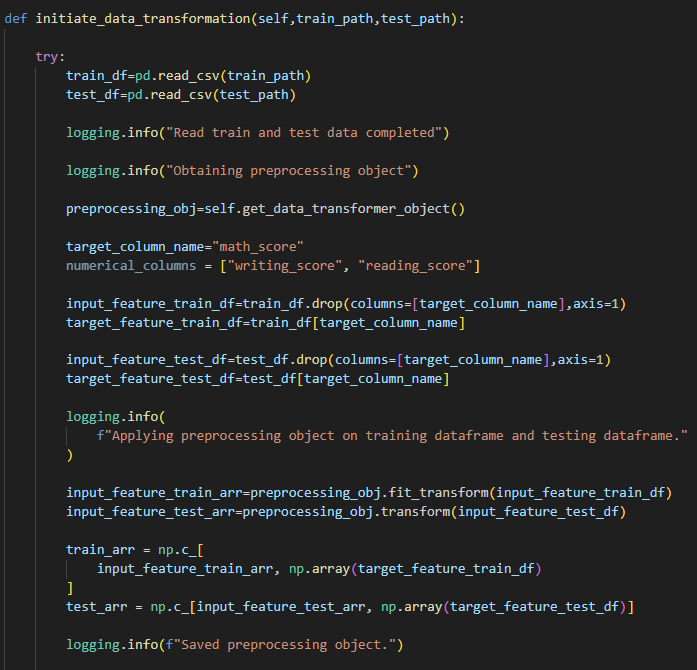 def initiate_data_transformation(self,train_path,test_path):
try:
train_df=pd.read_csv(train_path)
test_df=pd.read_csv(test_path)
logging.info("Read train and test data completed")
logging.info("Obtaining preprocessing object")
preprocessing_obj=self.get_data_transformer_object()
target_column_name="math_score"
numerical_columns = ["writing_score", "reading_score"]
input_feature_train_df=train_df.drop(columns=[target_column_name],axis=1)
target_feature_train_df=train_df[target_column_name]
input_feature_test_df=test_df.drop(columns=[target_column_name],axis=1)
target_feature_test_df=test_df[target_column_name]
logging.info(
f"Applying preprocessing object on training dataframe and testing dataframe."
)
input_feature_train_arr=preprocessing_obj.fit_transform(input_feature_train_df)
input_feature_test_arr=preprocessing_obj.transform(input_feature_test_df)
train_arr = np.c_[
input_feature_train_arr, np.array(target_feature_train_df)
]
test_arr = np.c_[input_feature_test_arr, np.array(target_feature_test_df)]
logging.info(f"Saved preprocessing object.")